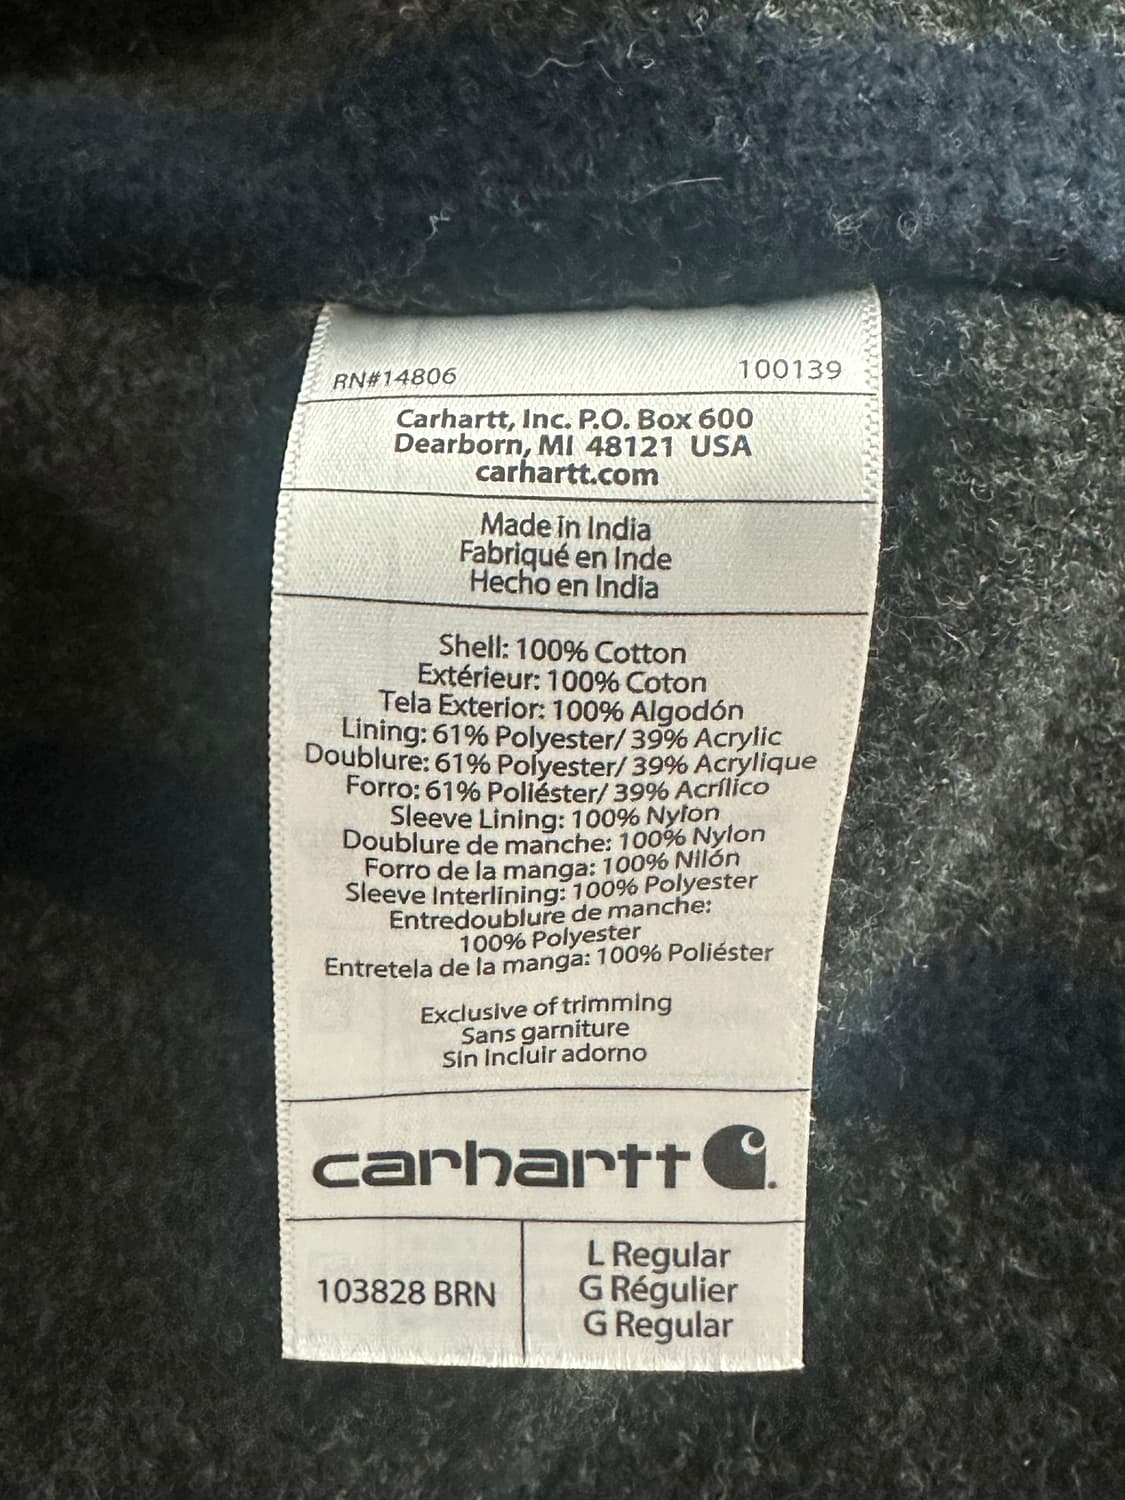 RN#14806 100139
Carhartt, Inc. P.O. Box 600
Dearborn, MI 48121 USA
carhartt.com
Made in India
Fabriqué en Inde
Hecho en India
Shell: 100% Cotton
Extérieur: 100% Coton
Tela Exterior: 100% Algodón
Lining: 61% Polyester/ 39% Acrylic
Doublure: 61% Polyester/ 39% Acrylique
Forro: 61% Poliéster/ 39% Acrílico
Sleeve Lining: 100% Nylon
Doublure de manche: 100% Nylon
Forro de la manga: 100% Nilón
Sleeve Interlining: 100% Polyester
Entredoublure de manche:
100% Polyester
Entretela de la manga: 100% Poliéster
Exclusive of trimming
Sans garniture
Sin incluir adorno
carhartt
103828 BRN
L Regular
G Régulier
G Regular